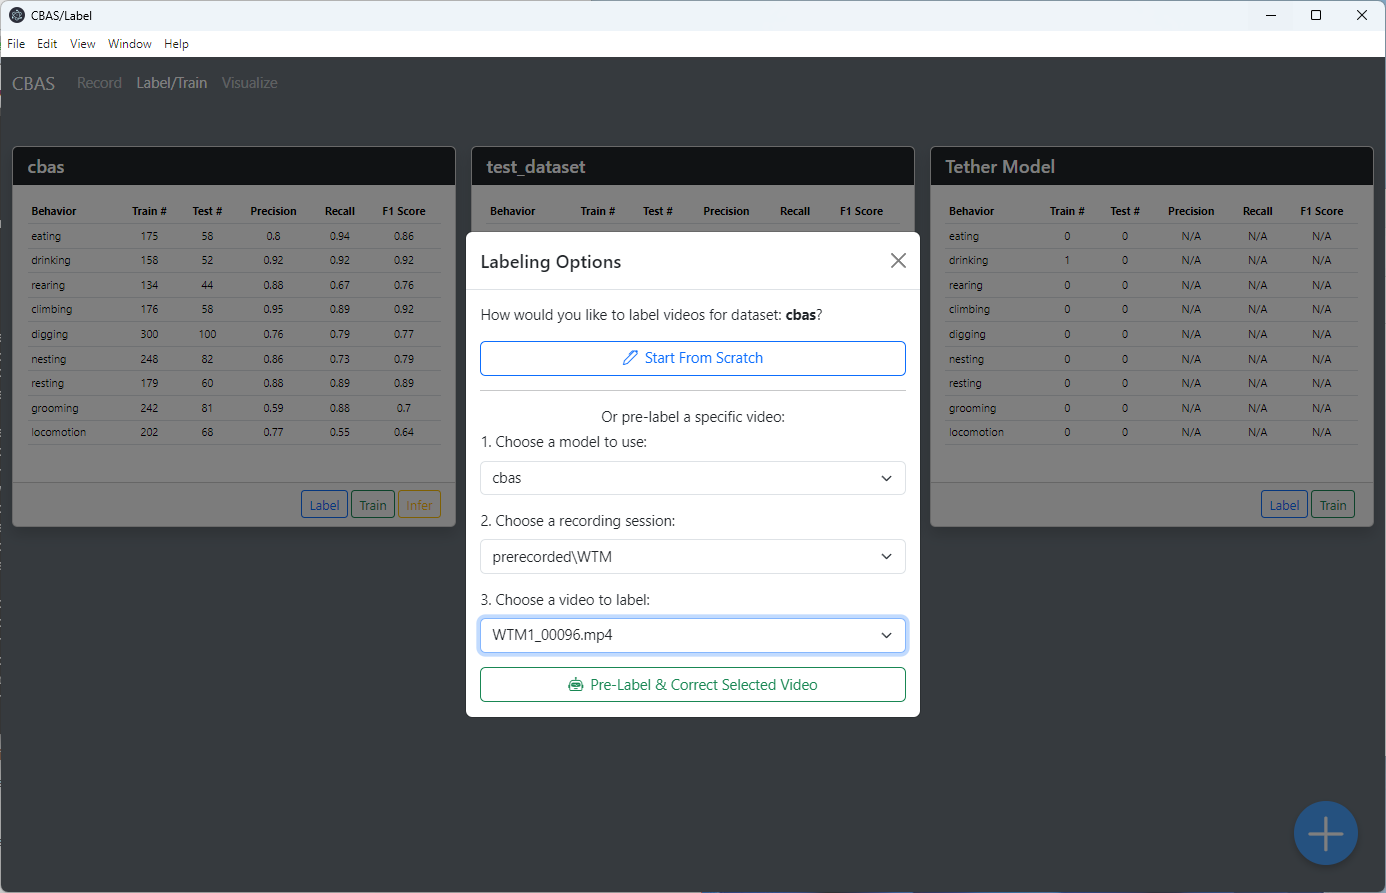 CBAS/Label
File Edit View Window Help
CBAS Record Label/Train Visualize
cbas
Behavior Train # Test # Precision Recall F1 Score
eating 175 58 0.8 0.94 0.86
drinking 158 52 0.92 0.92 0.92
rearing 134 44 0.88 0.67 0.76
climbing 176 58 0.95 0.89 0.92
digging 300 100 0.76 0.79 0.77
nesting 248 82 0.86 0.73 0.79
resting 179 60 0.88 0.89 0.89
grooming 242 81 0.59 0.88 0.7
locomotion 202 68 0.77 0.55 0.64
Label Train Infer
test_dataset
Behavior Train # Test # Precision Recall F1 Score
Labeling Options
How would you like to label videos for dataset: cbas?
Start From Scratch
Or pre-label a specific video:
1. Choose a model to use:
cbas
2. Choose a recording session:
prerecorded\WTM
3. Choose a video to label:
WTM1_00096.mp4
Pre-Label & Correct Selected Video
Tether Model
Behavior Train # Test # Precision Recall F1 Score
eating 0 0 N/A N/A N/A
drinking 1 0 N/A N/A N/A
rearing 0 0 N/A N/A N/A
climbing 0 0 N/A N/A N/A
digging 0 0 N/A N/A N/A
nesting 0 0 N/A N/A N/A
resting 0 0 N/A N/A N/A
grooming 0 0 N/A N/A N/A
locomotion 0 0 N/A N/A N/A
Label Train